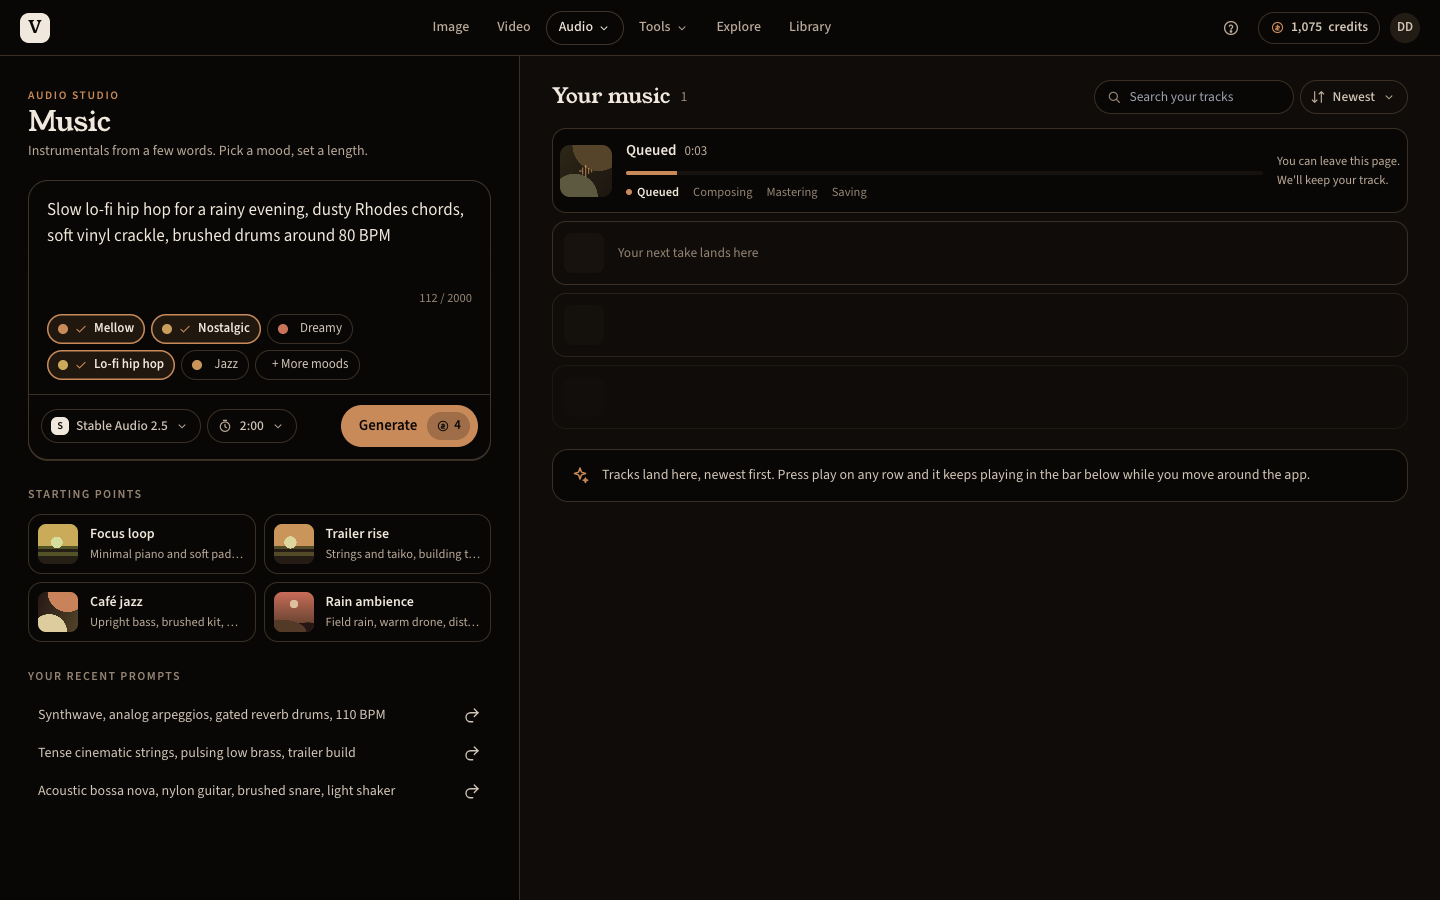 V
Image
Video
Audio
Tools
Explore
Library
1,075 credits
DD
AUDIO STUDIO
Music
Instrumentals from a few words. Pick a mood, set a length.
Slow lo-fi hip hop for a rainy evening, dusty Rhodes chords,
soft vinyl crackle, brushed drums around 80 BPM
112 / 2000
Mellow
Nostalgic
Dreamy
Lo-fi hip hop
Jazz
+ More moods
S
Stable Audio 2.5
2:00
Generate
4
STARTING POINTS
Focus loop
Minimal piano and soft pad…
Trailer rise
Strings and taiko, building t…
Café jazz
Upright bass, brushed kit, …
Rain ambience
Field rain, warm drone, dist…
YOUR RECENT PROMPTS
Synthwave, analog arpeggios, gated reverb drums, 110 BPM
Tense cinematic strings, pulsing low brass, trailer build
Acoustic bossa nova, nylon guitar, brushed snare, light shaker
Your music 1
Search your tracks
Newest
Queued 0:03
Queued
Composing
Mastering
Saving
You can leave this page.
We'll keep your track.
Your next take lands here
Tracks land here, newest first. Press play on any row and it keeps playing in the bar below while you move around the app.